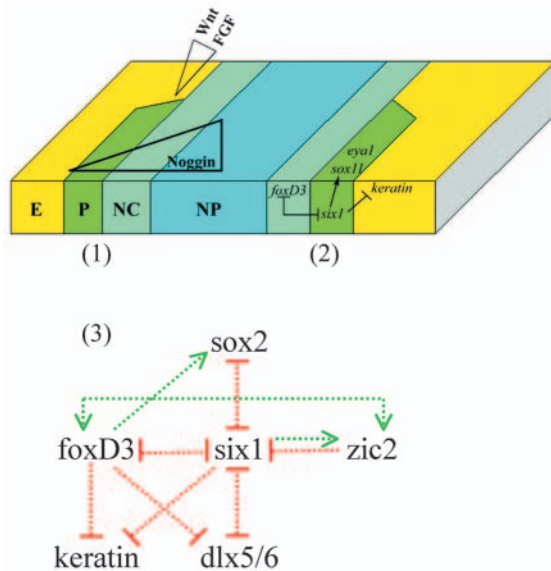 Wnt
FGF
Noggin
eya1
sox11
foxD3
six1
keratin
E P NC NP
(1) (2)
(3)
sox2
foxD3 six1 zic2
keratin dlx5/6